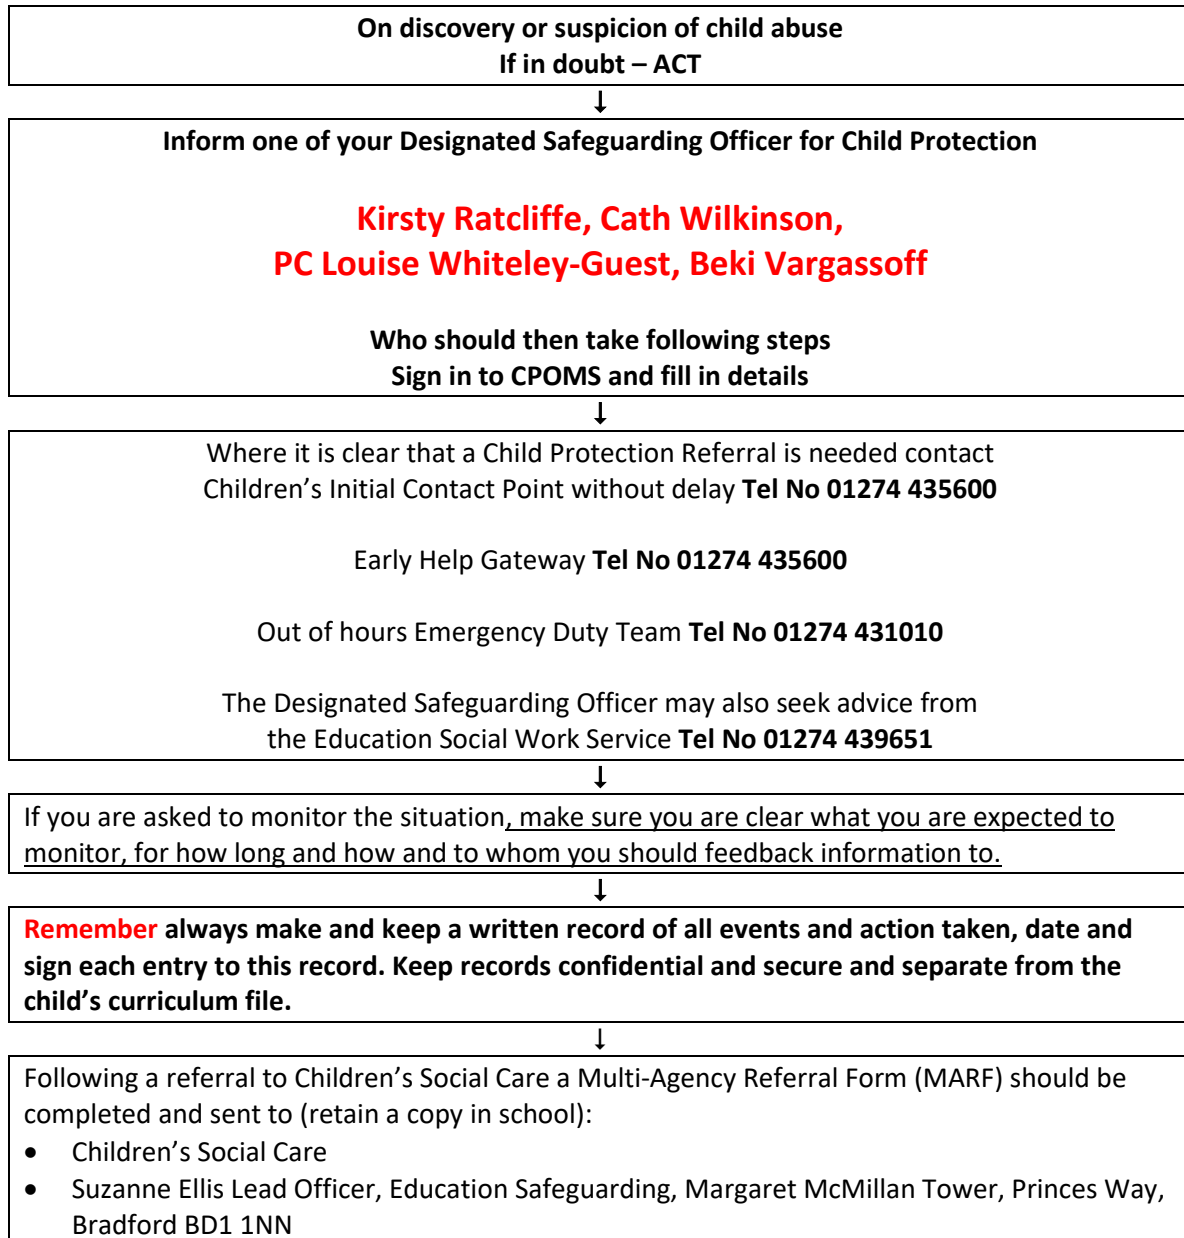 On discovery or suspicion of child abuse
If in doubt – ACT
↓
Inform one of your Designated Safeguarding Officer for Child Protection
Kirsty Ratcliffe, Cath Wilkinson,
PC Louise Whiteley-Guest, Beki Vargassoff
Who should then take following steps
Sign in to CPOMS and fill in details
↓
Where it is clear that a Child Protection Referral is needed contact
Children’s Initial Contact Point without delay Tel No 01274 435600
Early Help Gateway Tel No 01274 435600
Out of hours Emergency Duty Team Tel No 01274 431010
The Designated Safeguarding Officer may also seek advice from
the Education Social Work Service Tel No 01274 439651
↓
If you are asked to monitor the situation, make sure you are clear what you are expected to
monitor, for how long and how and to whom you should feedback information to.
↓
Remember always make and keep a written record of all events and action taken, date and
sign each entry to this record. Keep records confidential and secure and separate from the
child’s curriculum file.
↓
Following a referral to Children’s Social Care a Multi-Agency Referral Form (MARF) should be
completed and sent to (retain a copy in school):
• Children’s Social Care
• Suzanne Ellis Lead Officer, Education Safeguarding, Margaret McMillan Tower, Princes Way,
Bradford BD1 1NN